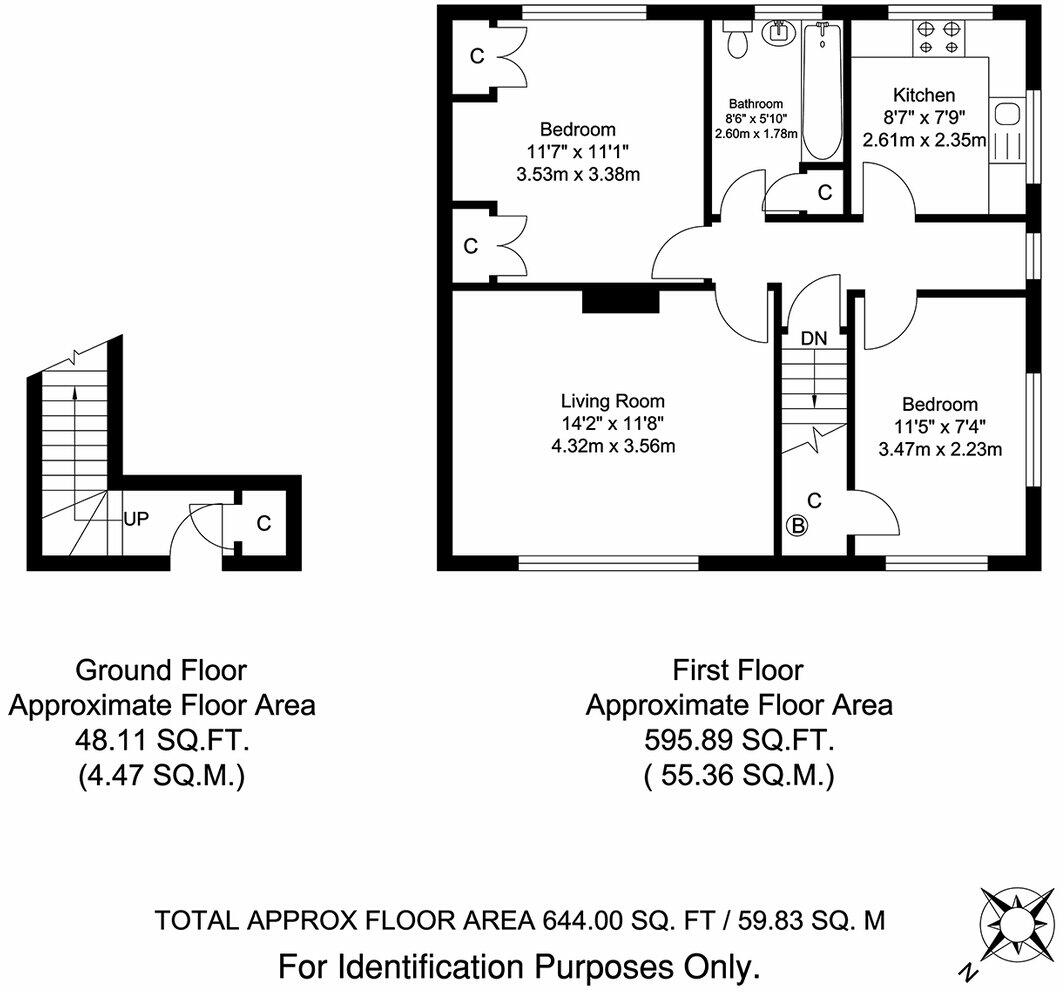 C
Bedroom
11'7" x 11'1"
3.53m x 3.38m
C
Bathroom
8'6" x 5'10"
2.60m x 1.78m
C
Kitchen
8'7" x 7'9"
2.61m x 2.35m
Living Room
14'2" x 11'8"
4.32m x 3.56m
DN
C
B
Bedroom
11'5" x 7'4"
3.47m x 2.23m
UP
C
Ground Floor
Approximate Floor Area
48.11 SQ.FT.
(4.47 SQ.M.)
First Floor
Approximate Floor Area
595.89 SQ.FT.
( 55.36 SQ.M.)
TOTAL APPROX FLOOR AREA 644.00 SQ. FT / 59.83 SQ. M
For Identification Purposes Only.
N